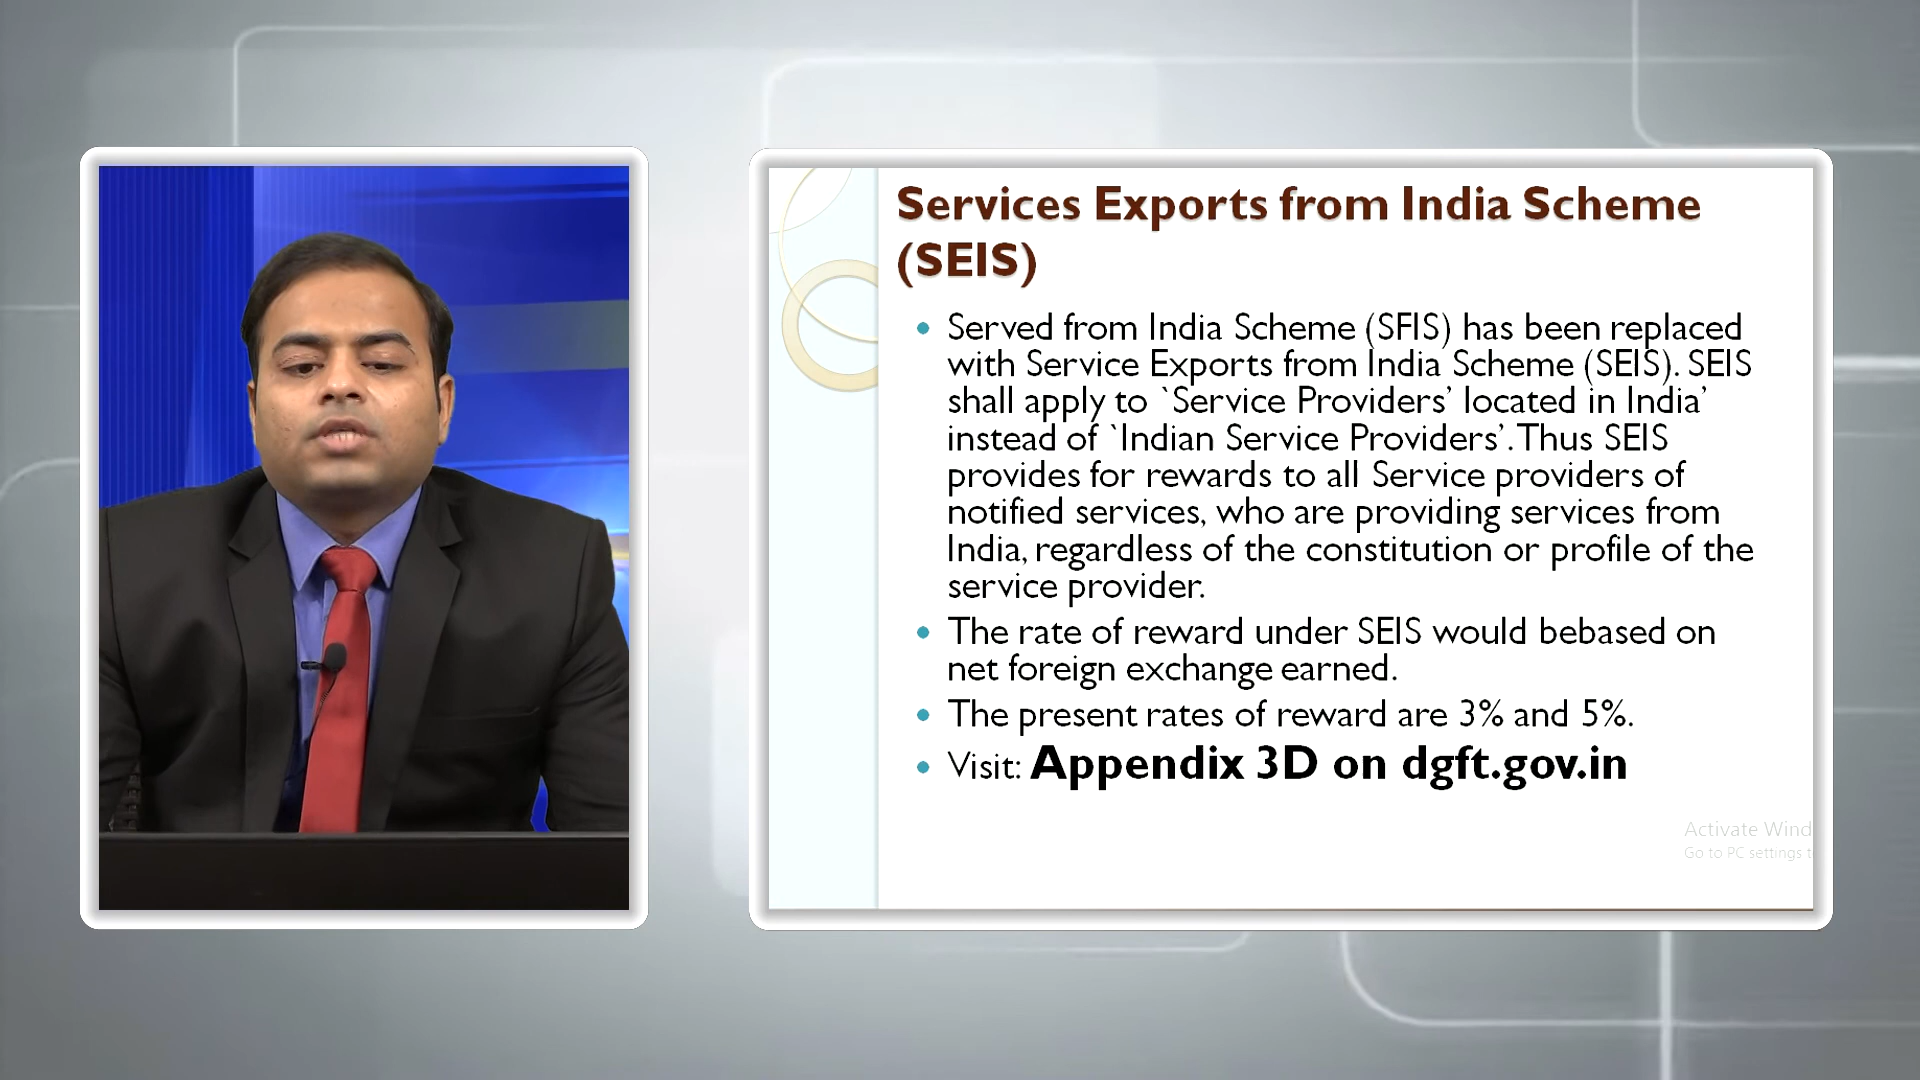 Services Exports from India Scheme
(SEIS)
• Served from India Scheme (SFIS) has been replaced
with Service Exports from India Scheme (SEIS). SEIS
shall apply to `Service Providers’ located in India’
instead of `Indian Service Providers’. Thus SEIS
provides for rewards to all Service providers of
notified services, who are providing services from
India, regardless of the constitution or profile of the
service provider.
• The rate of reward under SEIS would bebased on
net foreign exchange earned.
• The present rates of reward are 3% and 5%.
• Visit: Appendix 3D on dgft.gov.in
Activate Wind
Go to PC settings t